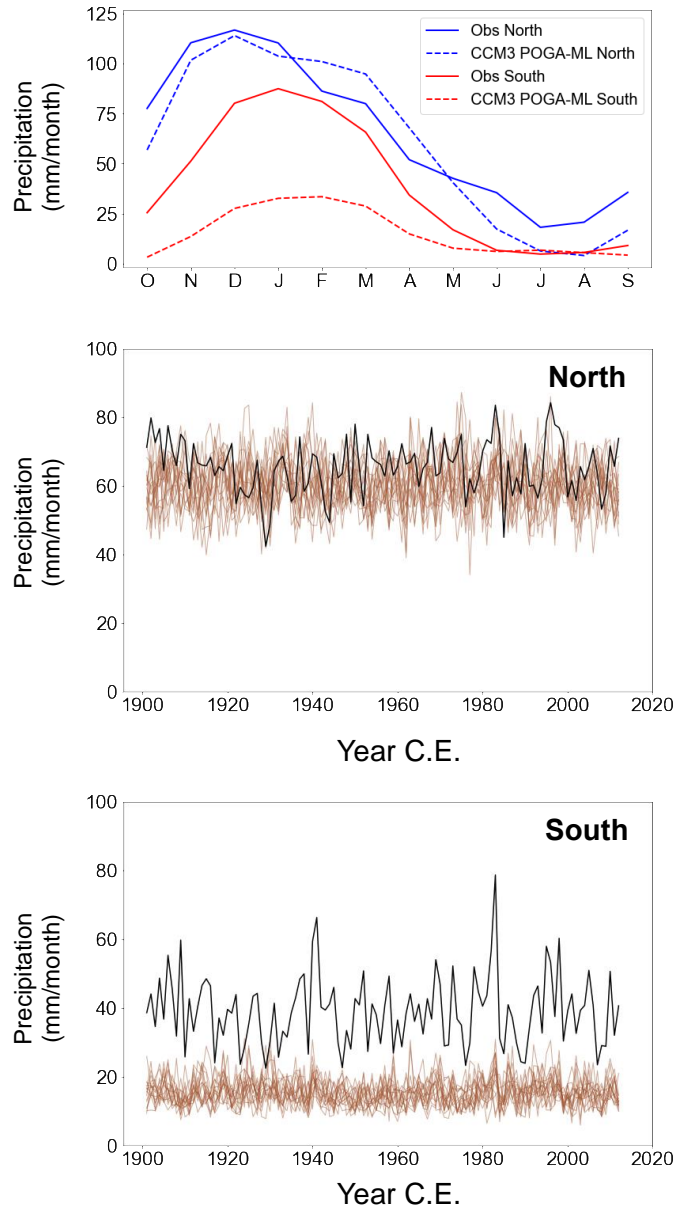 Precipitation
(mm/month)
125
100
75
50
25
0
Obs North
CCM3 POGA-ML North
Obs South
CCM3 POGA-ML South
O N D J F M A M J J A S
North
Precipitation
(mm/month)
100
80
60
40
20
0
1900 1920 1940 1960 1980 2000 2020
Year C.E.
South
Precipitation
(mm/month)
100
80
60
40
20
0
1900 1920 1940 1960 1980 2000 2020
Year C.E.